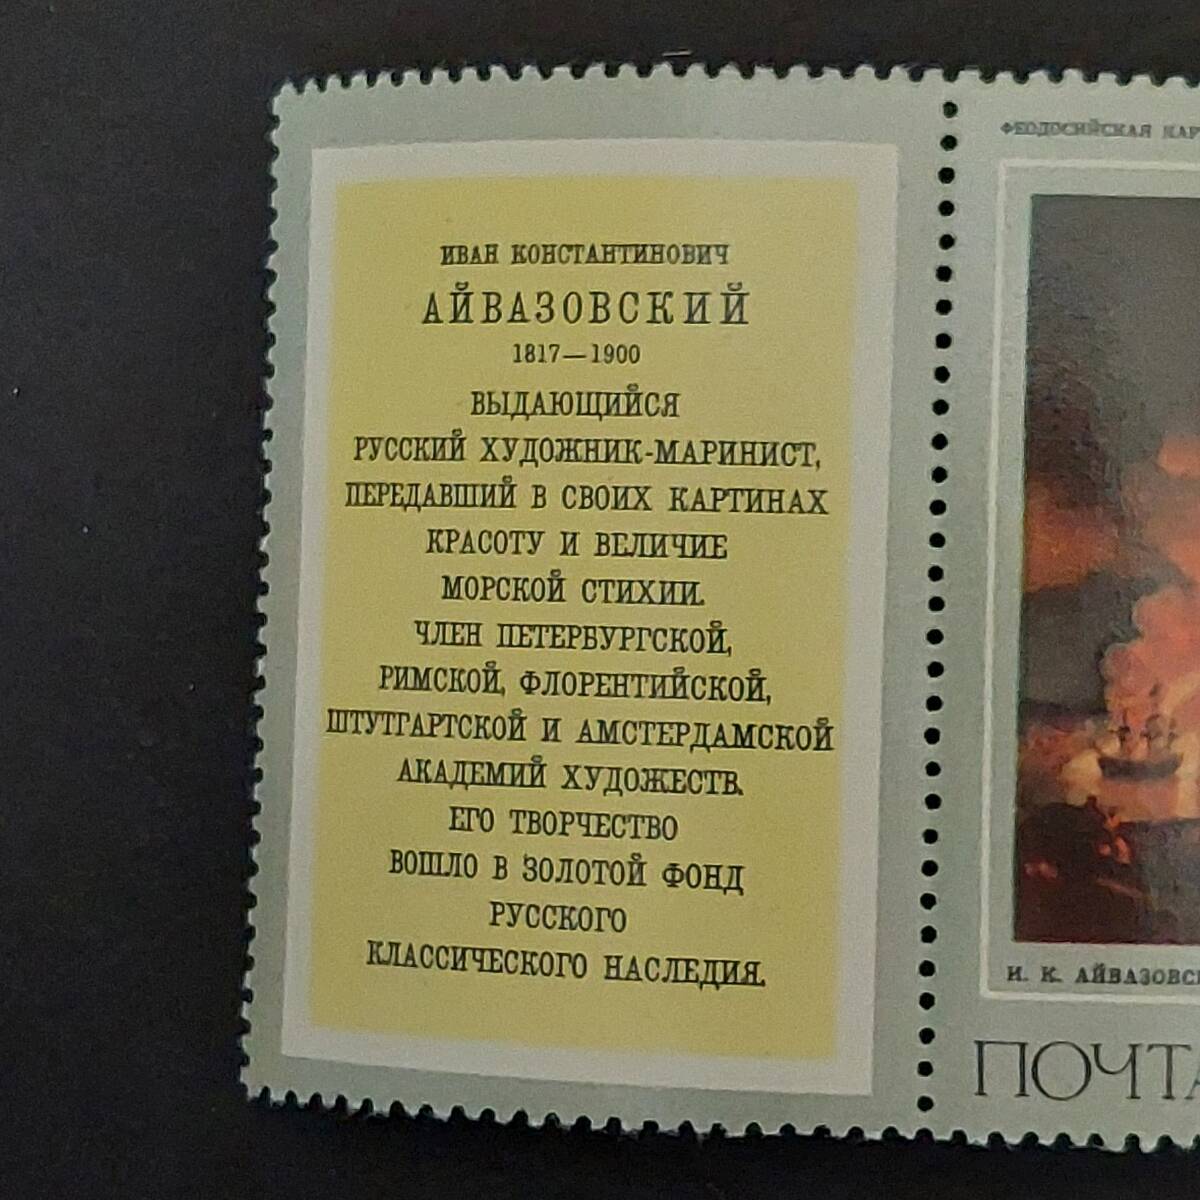 ИВАН КОНСТАНТИНОВИЧ
АЙВАЗОВСКИЙ
1817—1900
ВЫДАЮЩИЙСЯ
РУССКИЙ ХУДОЖНИК-МАРИНИСТ,
ПЕРЕДАВШИЙ В СВОИХ КАРТИНАХ
КРАСОТУ И ВЕЛИЧИЕ
МОРСКОЙ СТИХИИ.
ЧЛЕН ПЕТЕРБУРГСКОЙ,
РИМСКОЙ, ФЛОРЕНТИЙСКОЙ,
ШТУТГАРТСКОЙ И АМСТЕРДАМСКОЙ
АКАДЕМИЙ ХУДОЖЕСТВ.
ЕГО ТВОРЧЕСТВО
ВОШЛО В ЗОЛОТОЙ ФОНД
РУССКОГО
КЛАССИЧЕСКОГО НАСЛЕДИЯ.
ФЕОДОСИЙСКАЯ КАР
И. К. АЙВАЗОВС
ПОЧТА